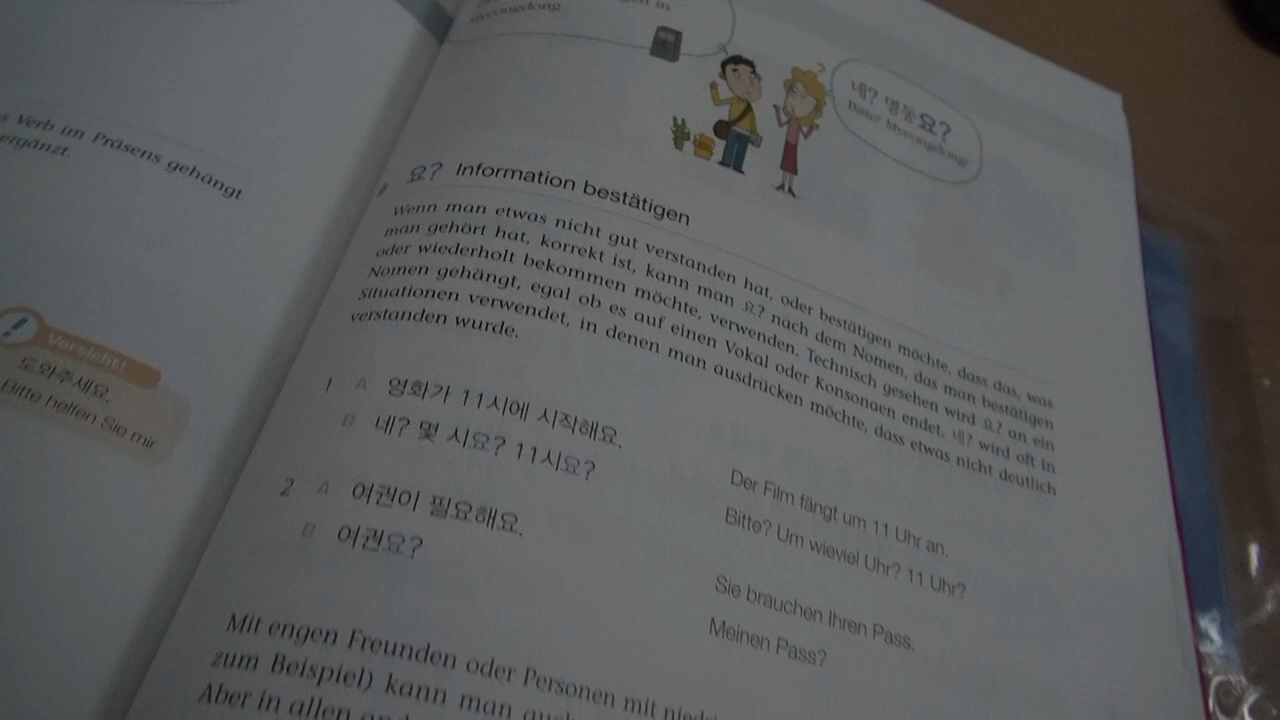 s Verb im Präsens gehängt
ergänzt.
Vorsicht!
도와주세요.
Bitte helfen Sie mir
in
네? 명동요?
Bitte? Myeongdong?
요? Information bestätigen
Wenn man etwas nicht gut verstanden hat, oder bestätigen möchte, dass das, was
man gehört hat, korrekt ist, kann man 요? nach dem Nomen, das man bestätigen
oder wiederholt bekommen möchte, verwenden. Technisch gesehen wird 요? an ein
Nomen gehängt, egal ob es auf einen Vokal oder Konsonaen endet. 네? wird oft in
Situationen verwendet, in denen man ausdrücken möchte, dass etwas nicht deutlich
verstanden wurde.
1 A 영화가 11시에 시작해요. Der Film fängt um 11 Uhr an.
B 네? 몇 시요? 11시요? Bitte? Um wieviel Uhr? 11 Uhr?
2 A 여권이 필요해요. Sie brauchen Ihren Pass.
B 여권요? Meinen Pass?
Mit engen Freunden oder Personen mit
zum Beispiel) kann man
Aber in allen